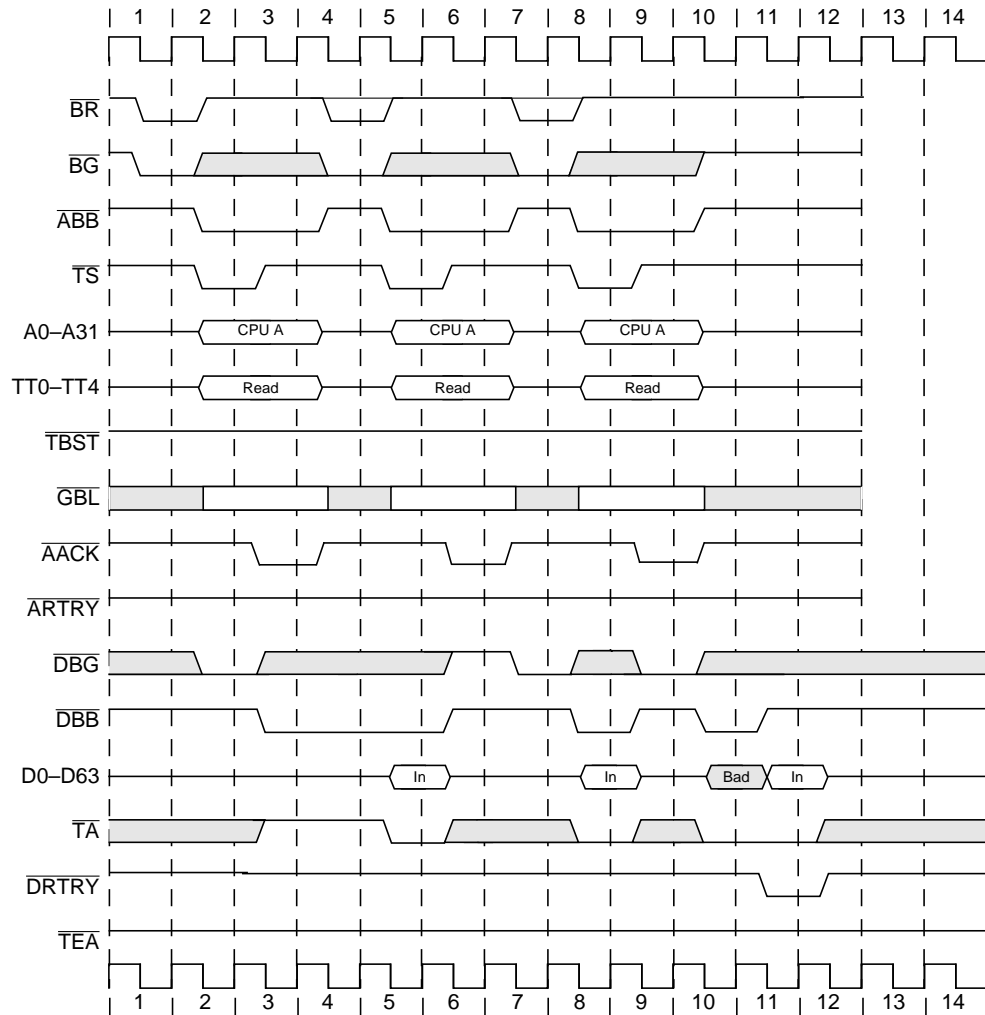 1 2 3 4 5 6 7 8 9 10 11 12 13 14
BR
BG
ABB
TS
A0–A31 CPU A CPU A CPU A
TT0–TT4 Read Read Read
TBST
GBL
AACK
ARTRY
DBG
DBB
D0–D63 In In Bad In
TA
DRTRY
TEA
1 2 3 4 5 6 7 8 9 10 11 12 13 14